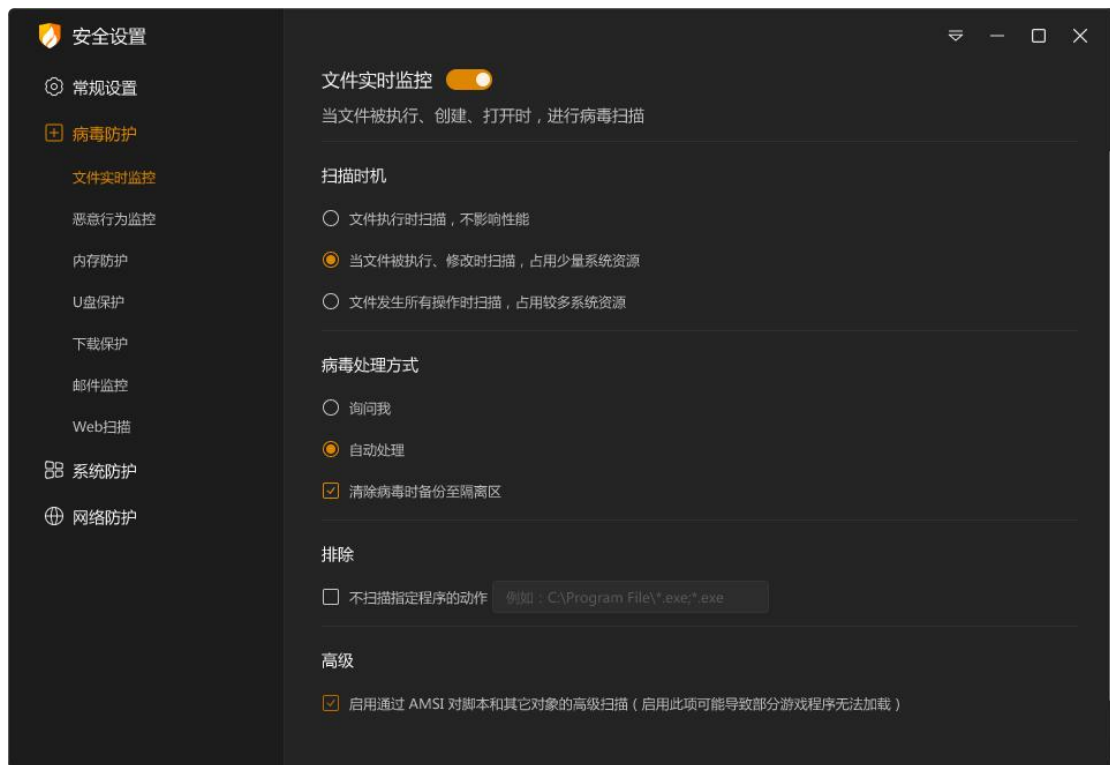 安全设置
常规设置
病毒防护
文件实时监控
恶意行为监控
内存防护
U盘保护
下载保护
邮件监控
Web扫描
系统防护
网络防护
文件实时监控
当文件被执行、创建、打开时，进行病毒扫描
扫描时机
文件执行时扫描，不影响性能
当文件被执行、修改时扫描，占用少量系统资源
文件发生所有操作时扫描，占用较多系统资源
病毒处理方式
询问我
自动处理
清除病毒时备份至隔离区
排除
不扫描指定程序的动作 例如：C:\Program File\*.exe;*.exe
高级
启用通过 AMSI 对脚本和其它对象的高级扫描（启用此项可能导致部分游戏程序无法加载）